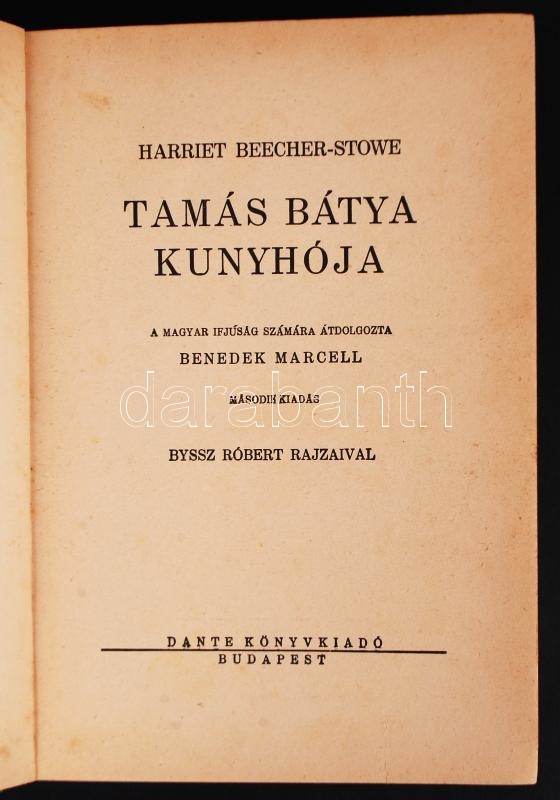 HARRIET BEECHER-STOWE
TAMÁS BÁTYA
KUNYHÓJA
A MAGYAR IFJÚSÁG SZÁMÁRA ÁTDOLGOZTA
BENEDEK MARCELL
darabanth
MÁSODIK KIADÁS
BYSSZ RÓBERT RAJZAIVAL
DANTE KÖNYVKIADÓ
BUDAPEST